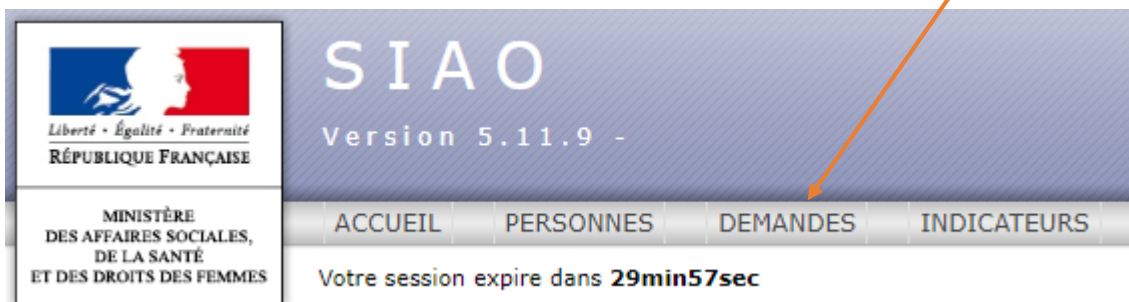 Liberté • Égalité • Fraternité
RÉPUBLIQUE FRANÇAISE
MINISTÈRE
DES AFFAIRES SOCIALES,
DE LA SANTÉ
ET DES DROITS DES FEMMES
SIAO
Version 5.11.9 -
ACCUEIL PERSONNES DEMANDES INDICATEURS
Votre session expire dans 29min57sec